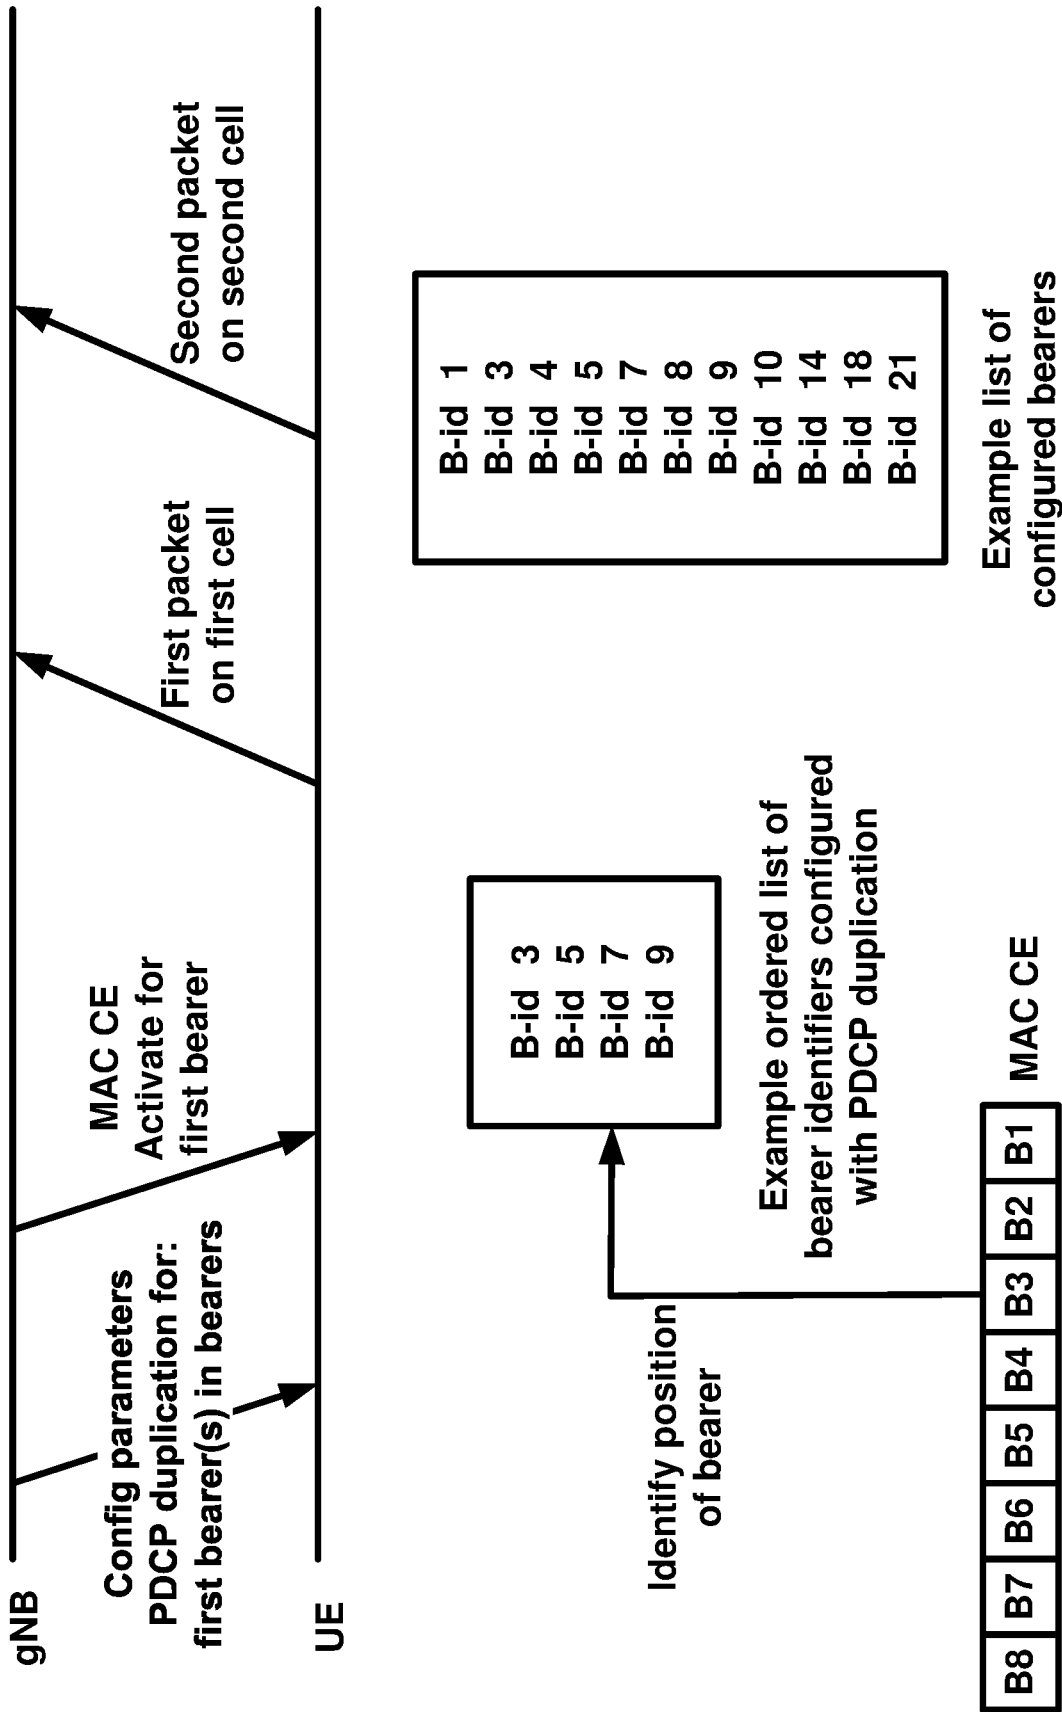 gNB
Config parameters
PDCP duplication for:
first bearer(s) in bearers
MAC CE
Activate for
first bearer
First packet
on first cell
Second packet
on second cell
UE
Identify position
of bearer
B-id 3
B-id 5
B-id 7
B-id 9
Example ordered list of
bearer identifiers configured
with PDCP duplication
B-id 1
B-id 3
B-id 4
B-id 5
B-id 7
B-id 8
B-id 9
B-id 10
B-id 14
B-id 18
B-id 21
Example list of
configured bearers
B8 B7 B6 B5 B4 B3 B2 B1
MAC CE